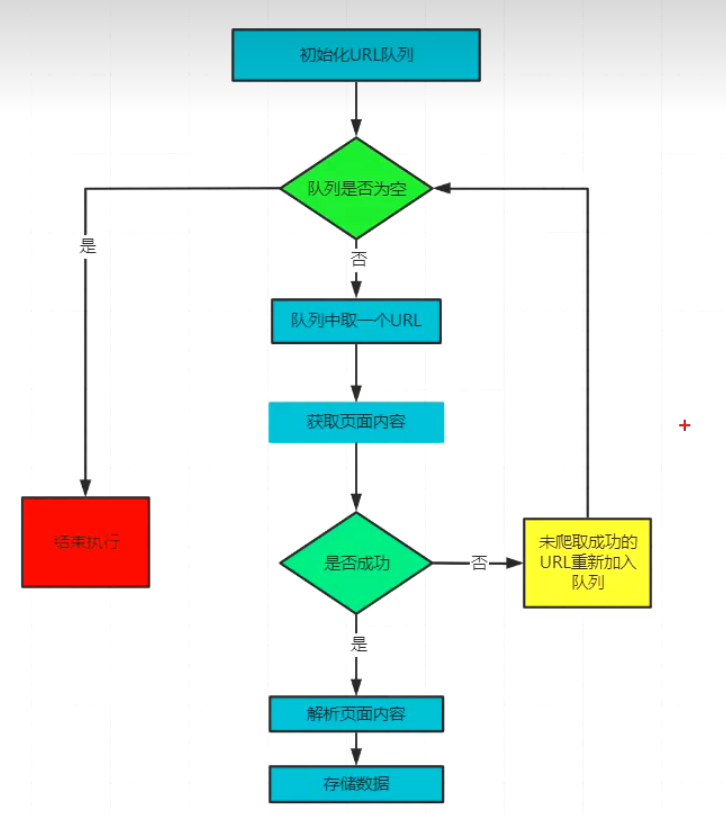 初始化URL队列
队列是否为空
是
否
队列中取一个URL
获取页面内容
结束执行
是否成功
否
未爬取成功的
URL重新加入
队列
是
解析页面内容
存储数据